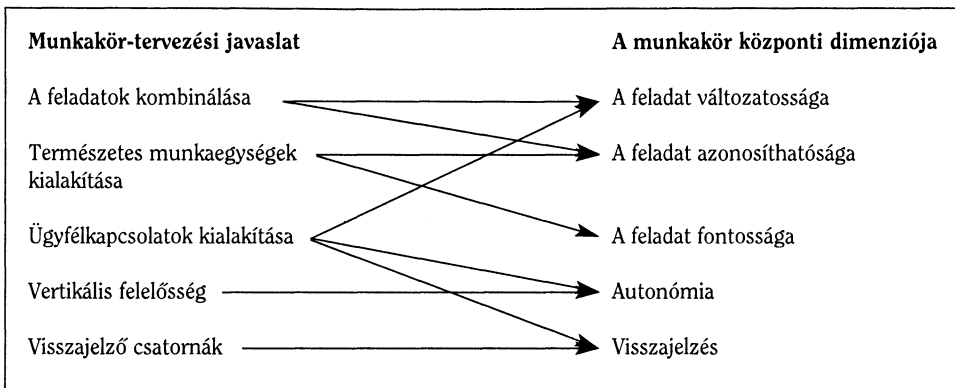 Munkakör-tervezési javaslat
A munkakör központi dimenziója
A feladatok kombinálása
A feladat változatossága
Természetes munkaegységek
kialakítása
A feladat azonosíthatósága
Ügyfélkapcsolatok kialakítása
A feladat fontossága
Vertikális felelősség
Autonómia
Visszajelző csatornák
Visszajelzés